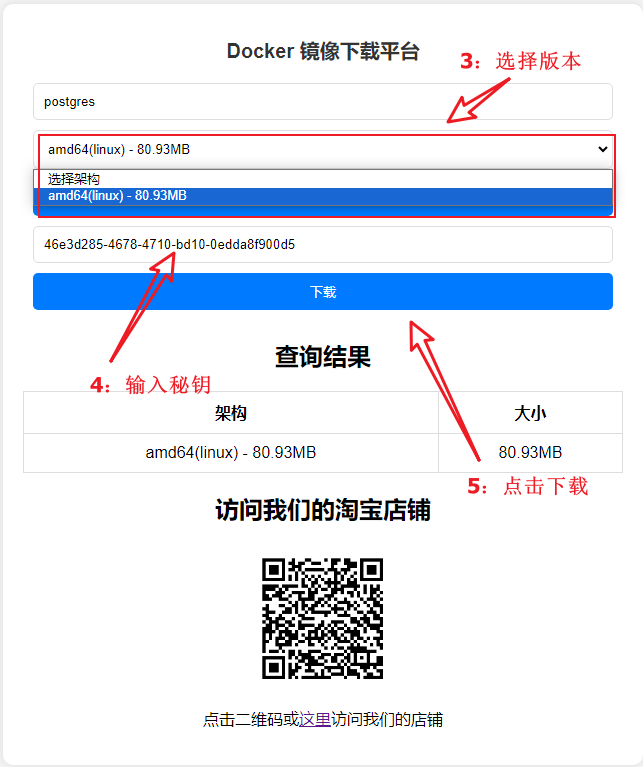 Docker 镜像下载平台
3：选择版本
postgres
amd64(linux) - 80.93MB
选择架构
amd64(linux) - 80.93MB
46e3d285-4678-4710-bd10-0edda8f900d5
下载
查询结果
4：输入秘钥
架构 大小
amd64(linux) - 80.93MB 80.93MB
5：点击下载
访问我们的淘宝店铺
点击二维码或这里访问我们的店铺